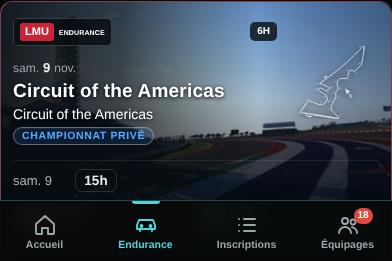 LMU ENDURANCE
6H
sam. 9 nov.
Circuit of the Americas
Circuit of the Americas
CHAMPIONNAT PRIVÉ
sam. 9 15h
18
Accueil Endurance Inscriptions Équipages